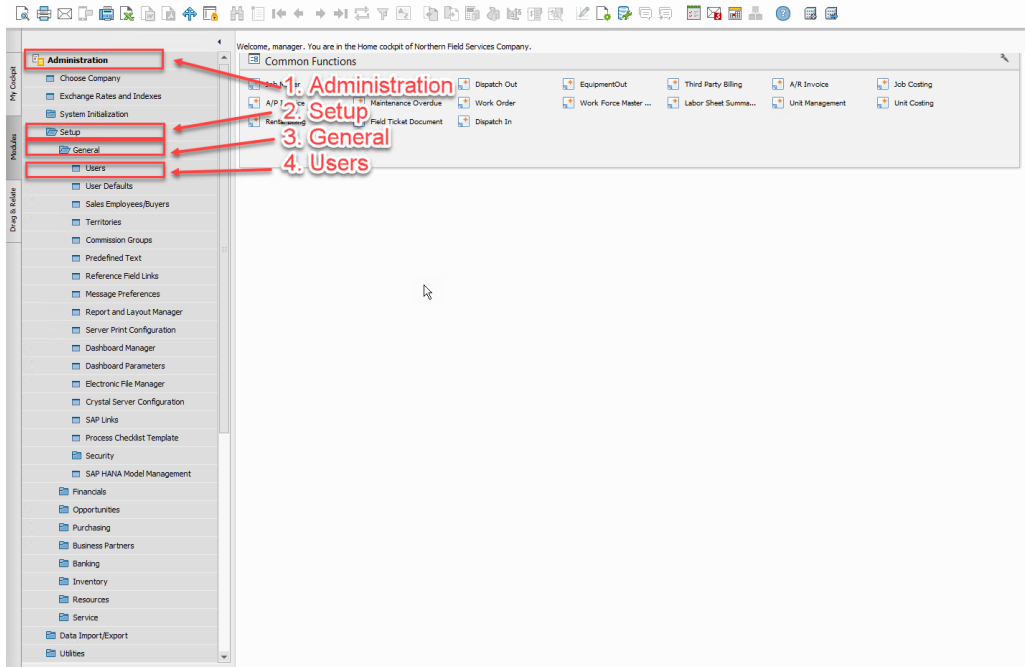 Welcome, manager. You are in the Home cockpit of Northern Field Services Company.
My Cockpit
Modules
Drag & Relate
Administration
Choose Company
Exchange Rates and Indexes
System Initialization
Setup
General
Users
User Defaults
Sales Employees/Buyers
Territories
Commission Groups
Predefined Text
Reference Field Links
Message Preferences
Report and Layout Manager
Server Print Configuration
Dashboard Manager
Dashboard Parameters
Electronic File Manager
Crystal Server Configuration
SAP Links
Process Checklist Template
Security
SAP HANA Model Management
Financials
Opportunities
Purchasing
Business Partners
Banking
Inventory
Resources
Service
Data Import/Export
Utilities
Common Functions
Dispatch Out
EquipmentOut
Third Party Billing
A/R Invoice
Job Costing
Maintenance Overdue
Work Order
Work Force Master ...
Labor Sheet Summa...
Unit Management
Unit Costing
Field Ticket Document
Dispatch In
1. Administration
2. Setup
3. General
4. Users